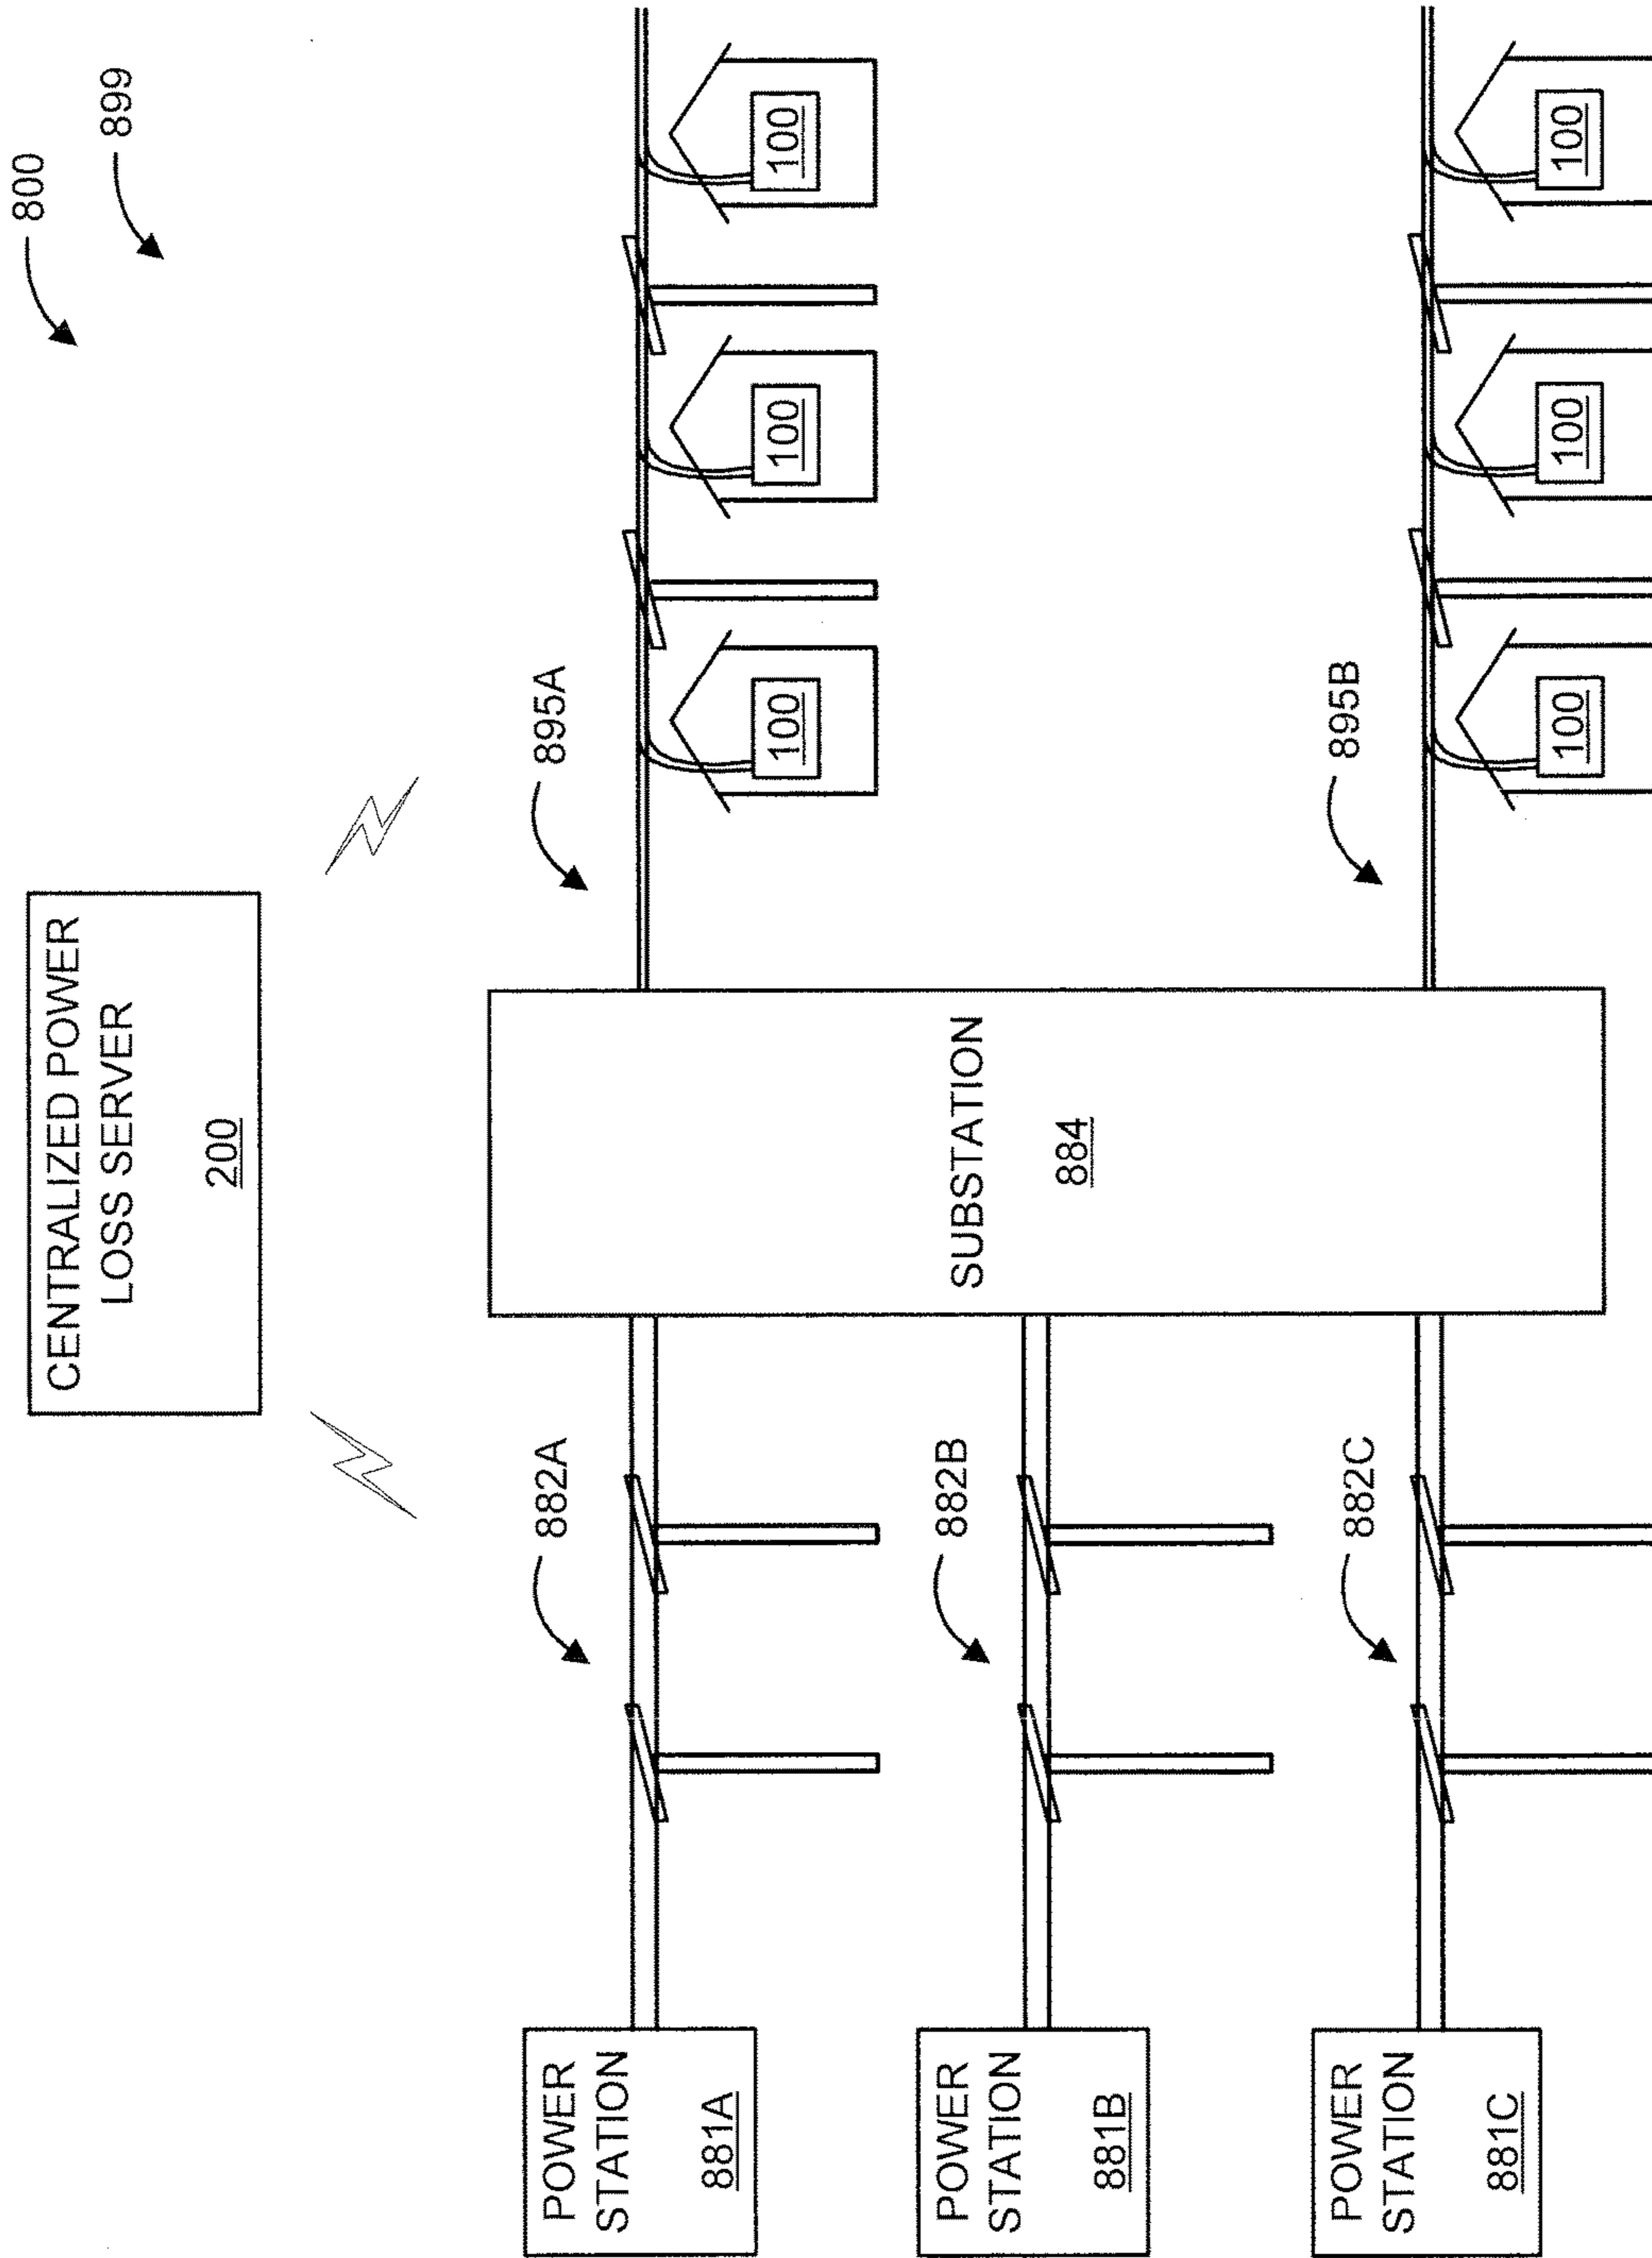 800
899
CENTRALIZED POWER
LOSS SERVER
200
882A
895A
100
100
100
POWER
STATION
881A
882B
SUBSTATION
884
POWER
STATION
881B
882C
895B
100
100
100
POWER
STATION
881C